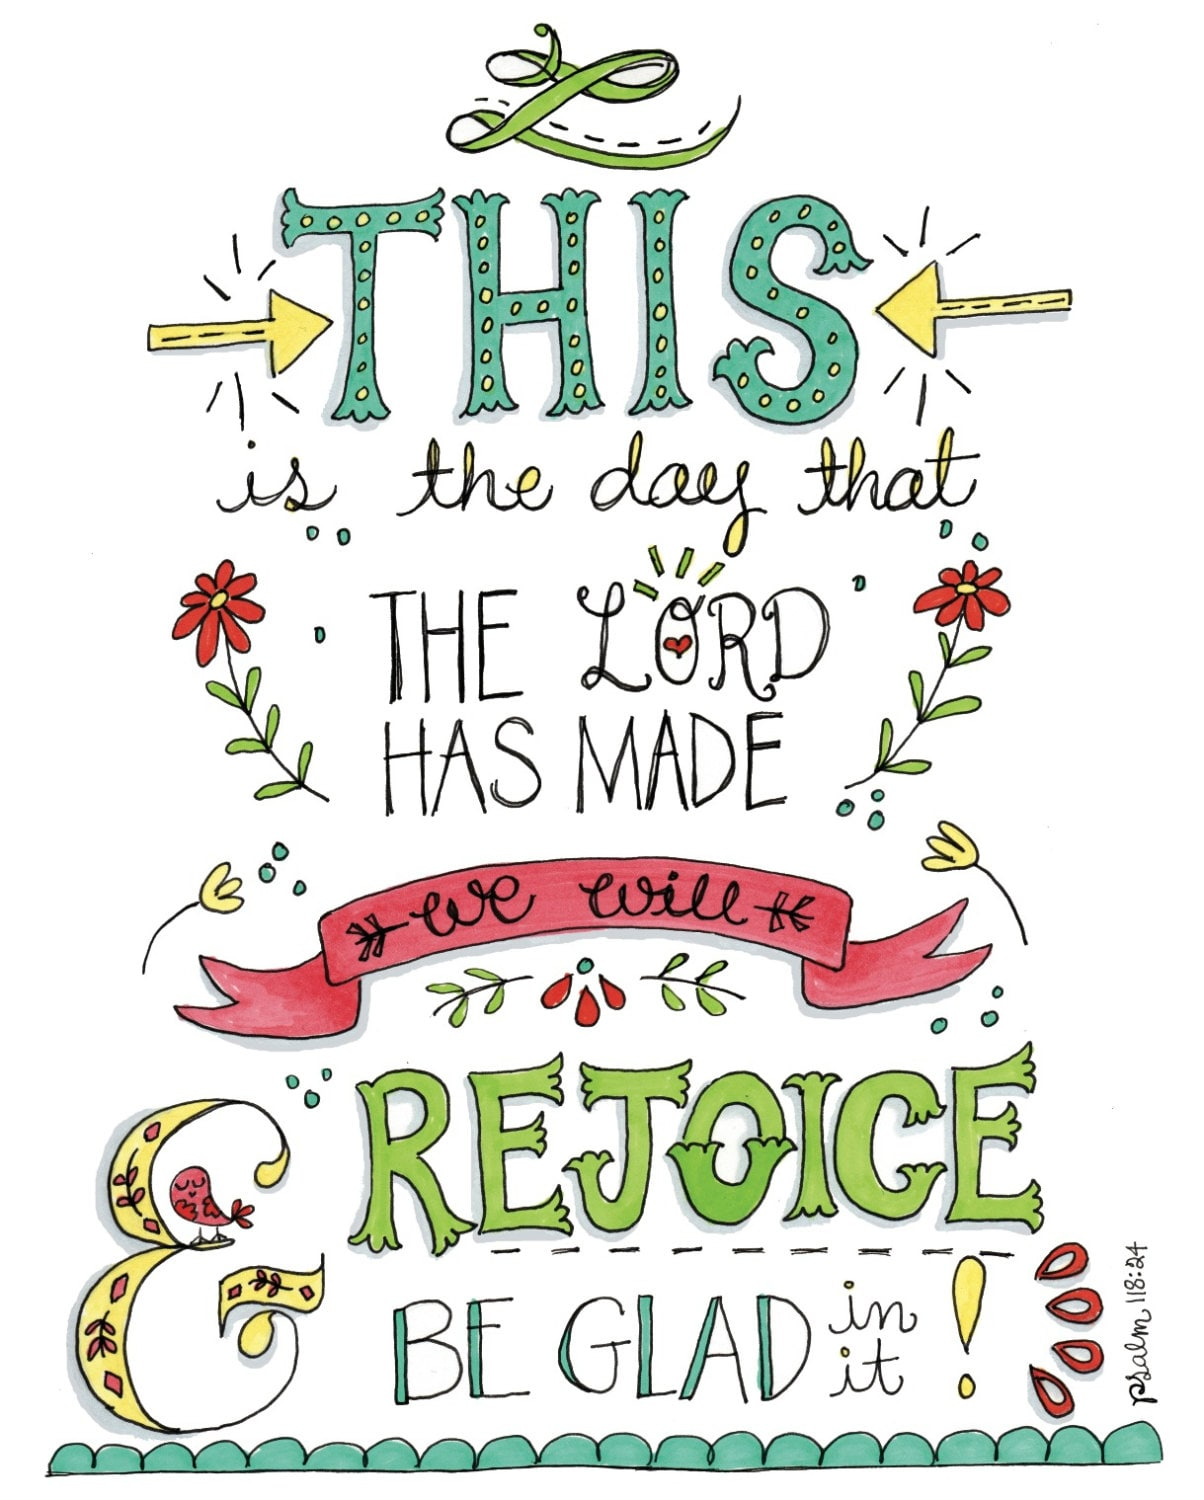 THIS
is the day that
THE LORD
HAS MADE
we will
REJOICE
& BE GLAD in it!
psalm 118:24